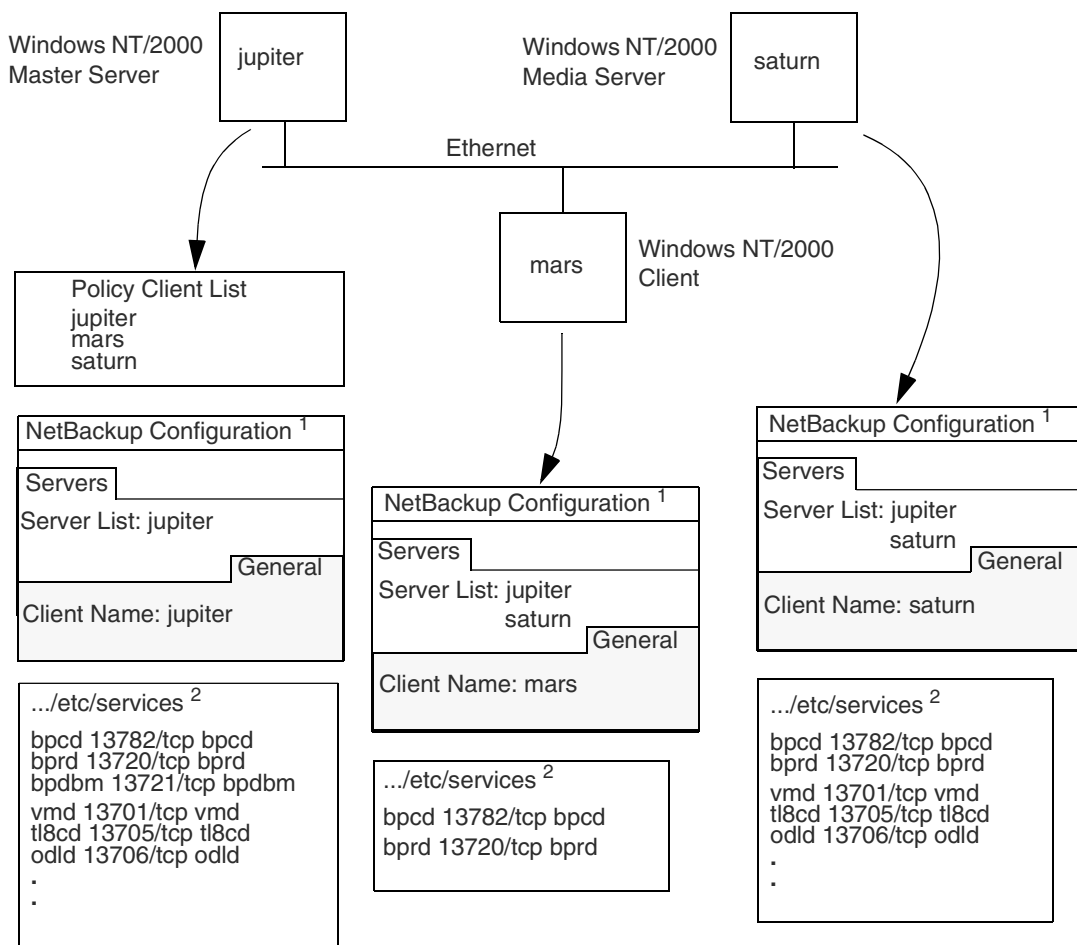 Windows NT/2000
Master Server
jupiter
Windows NT/2000
Media Server
saturn
Ethernet
mars
Windows NT/2000
Client
Policy Client List
jupiter
mars
saturn
NetBackup Configuration 1
Servers
Server List: jupiter
General
Client Name: jupiter
.../etc/services 2
bpcd 13782/tcp bpcd
bprd 13720/tcp bprd
bpdbm 13721/tcp bpdbm
vmd 13701/tcp vmd
tl8cd 13705/tcp tl8cd
odld 13706/tcp odld
.
.
NetBackup Configuration 1
Servers
Server List: jupiter
saturn
General
Client Name: mars
.../etc/services 2
bpcd 13782/tcp bpcd
bprd 13720/tcp bprd
NetBackup Configuration 1
Servers
Server List: jupiter
saturn
General
Client Name: saturn
.../etc/services 2
bpcd 13782/tcp bpcd
bprd 13720/tcp bprd
vmd 13701/tcp vmd
tl8cd 13705/tcp tl8cd
odld 13706/tcp odld
.
.